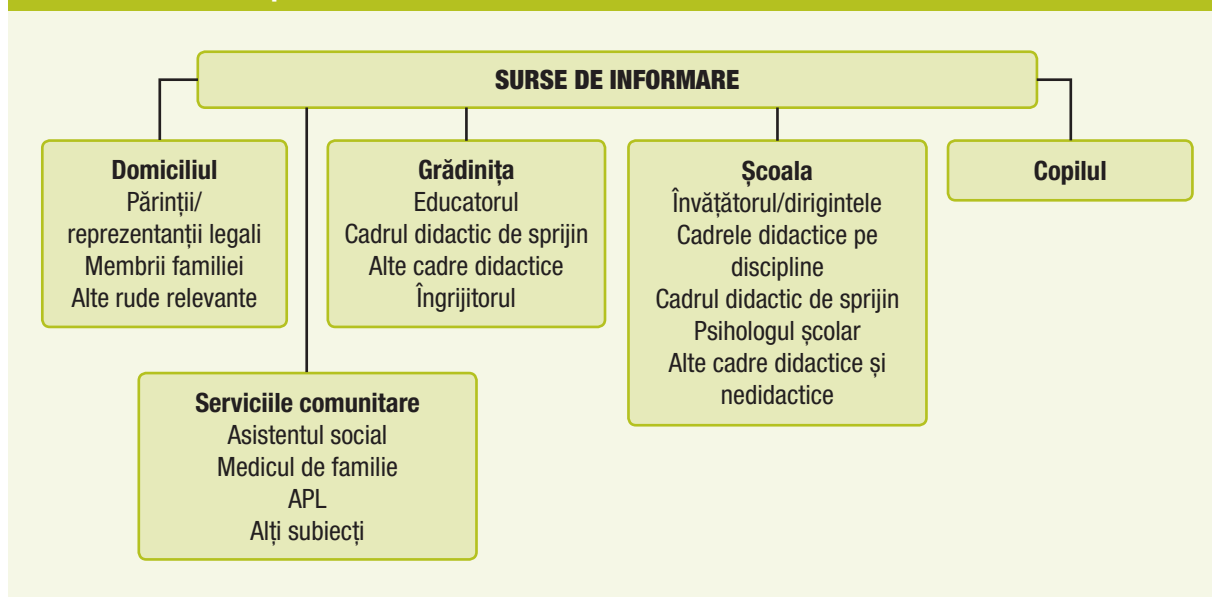 SURSE DE INFORMARE
Domiciliul
Părinții/
reprezentanții legali
Membrii familiei
Alte rude relevante
Grădinița
Educatorul
Cadrul didactic de sprijin
Alte cadre didactice
Îngrijitorul
Școala
Învățătorul/dirigintele
Cadrele didactice pe
discipline
Cadrul didactic de sprijin
Psihologul școlar
Alte cadre didactice și
nedidactice
Copilul
Serviciile comunitare
Asistentul social
Medicul de familie
APL
Alți subiecți